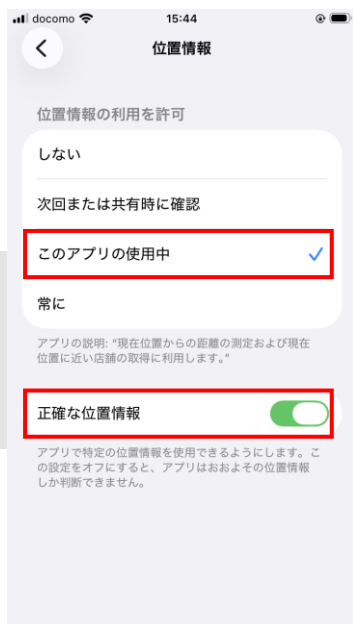 docomo 15:44
位置情報
位置情報の利用を許可
しない
次回または共有時に確認
このアプリの使用中
常に
アプリの説明: “現在位置からの距離の測定および現在
位置に近い店舗の取得に利用します。”
正確な位置情報
アプリで特定の位置情報を使用できるようにします。こ
の設定をオフにすると、アプリはおおよその位置情報
しか判断できません。